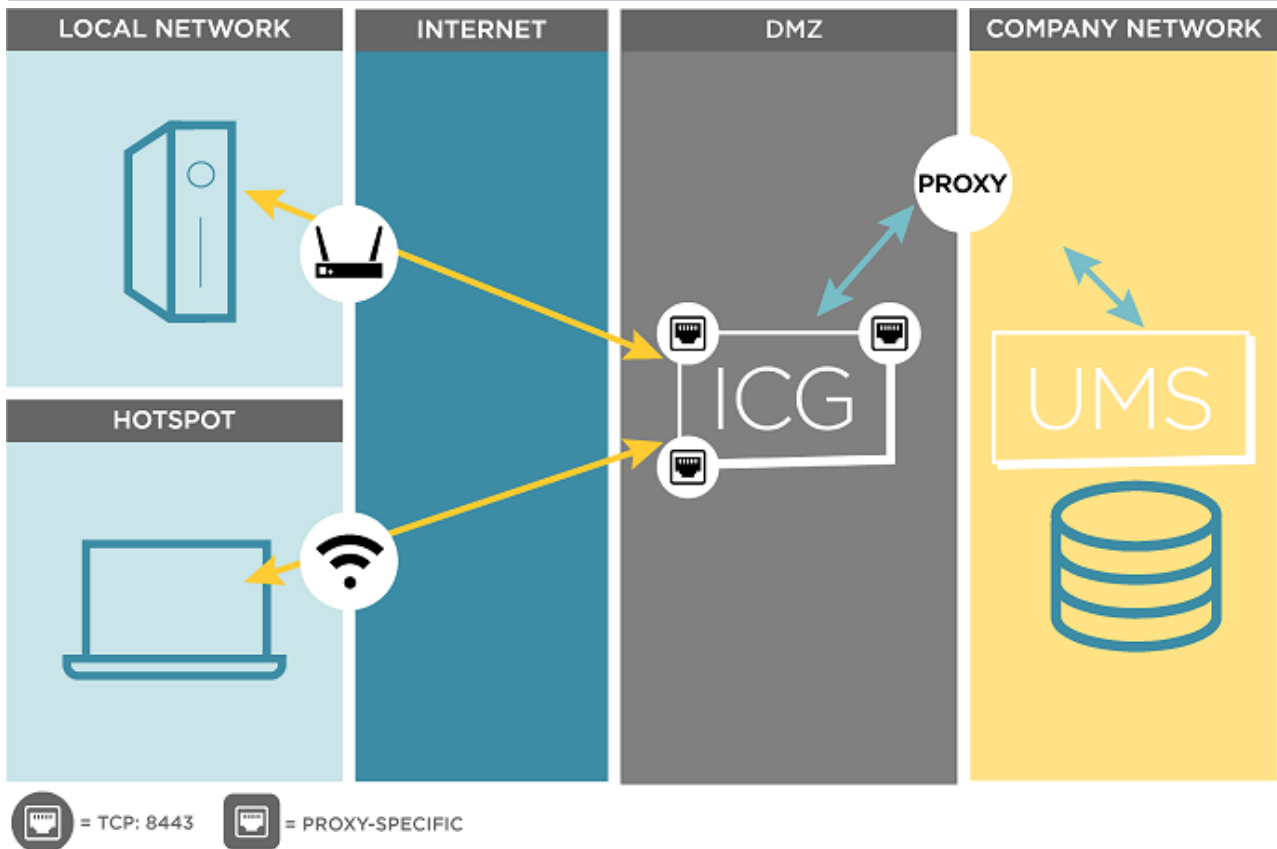 LOCAL NETWORK
INTERNET
DMZ
COMPANY NETWORK
PROXY
ICG
UMS
HOTSPOT
= TCP: 8443
= PROXY-SPECIFIC